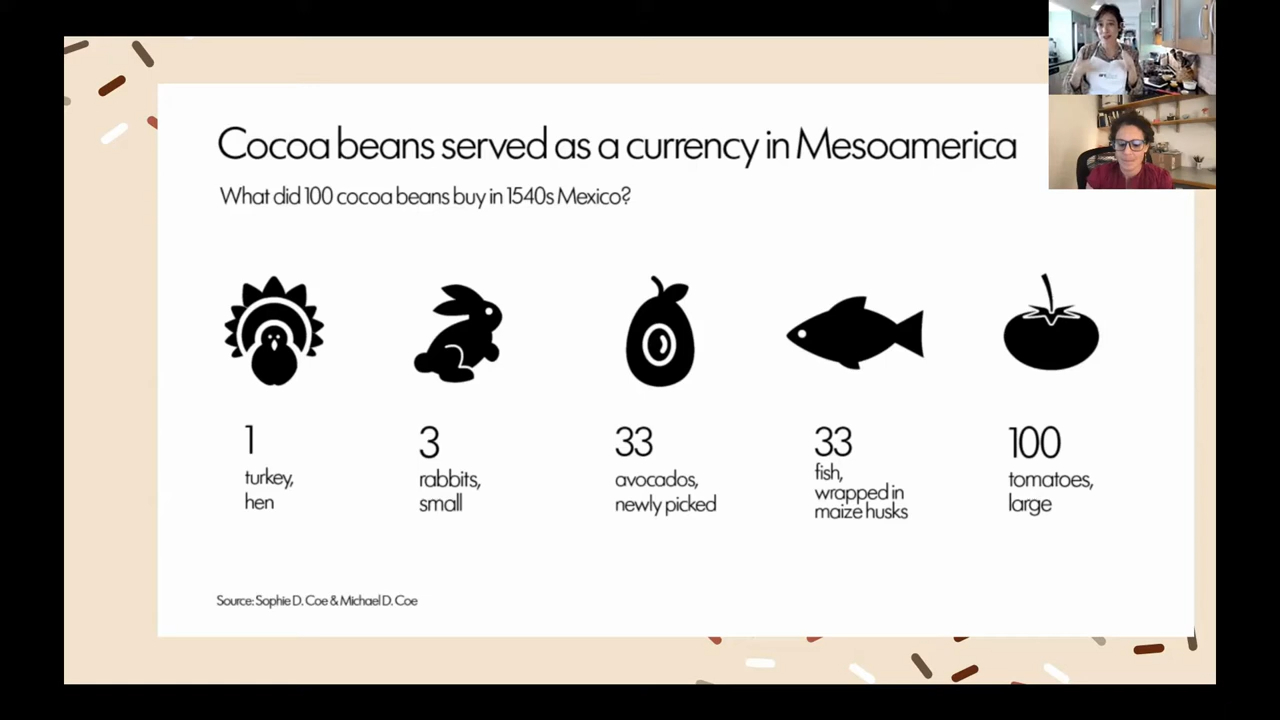 Cocoa beans served as a currency in Mesoamerica
What did 100 cocoa beans buy in 1540s Mexico?
1
turkey,
hen
3
rabbits,
small
33
avocados,
newly picked
33
fish,
wrapped in
maize husks
100
tomatoes,
large
Source: Sophie D. Coe & Michael D. Coe